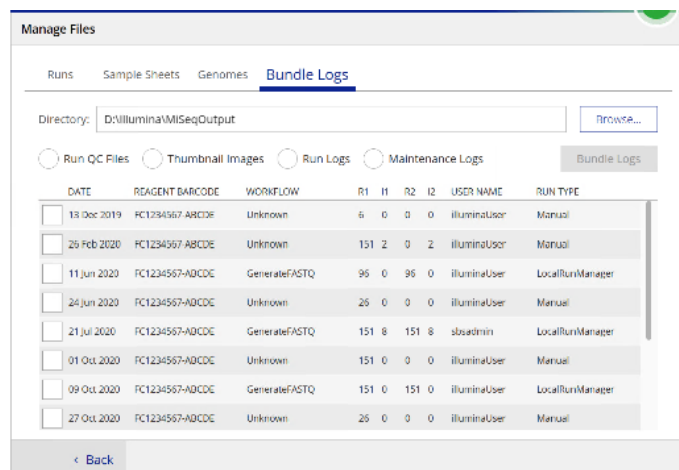 Manage Files
Runs Sample Sheets Genomes Bundle Logs
Directory: D:\Illumina\MiSeqOutput Browse...
Run QC Files Thumbnail Images Run Logs Maintenance Logs Bundle Logs
DATE REAGENT BARCODE WORKFLOW R1 I1 R2 I2 USER NAME RUN TYPE
13 Dec 2019 FC1234567-ABCDE Unknown 6 0 0 0 illuminaUser Manual
26 Feb 2020 FC1234567-ABCDE Unknown 151 2 0 2 illuminaUser Manual
11 Jun 2020 FC1234567-ABCDE GenerateFASTQ 96 0 96 0 illuminaUser LocalRunManager
24 Jun 2020 FC1234567-ABCDE Unknown 26 0 0 0 illuminaUser Manual
21 Jul 2020 FC1234567-ABCDE GenerateFASTQ 151 8 151 8 sbsadmin LocalRunManager
01 Oct 2020 FC1234567-ABCDE Unknown 151 0 0 0 illuminaUser Manual
09 Oct 2020 FC1234567-ABCDE GenerateFASTQ 151 0 151 0 illuminaUser LocalRunManager
27 Oct 2020 FC1234567-ABCDE Unknown 26 0 0 0 illuminaUser Manual
‹ Back